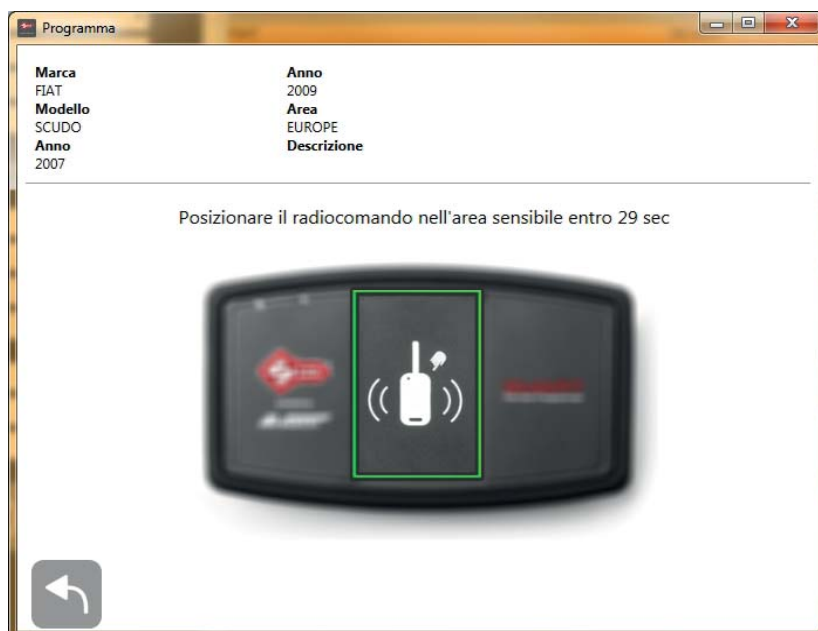 Programma
Marca
FIAT
Modello
SCUDO
Anno
2007
Anno
2009
Area
EUROPE
Descrizione
Posizionare il radiocomando nell'area sensibile entro 29 sec